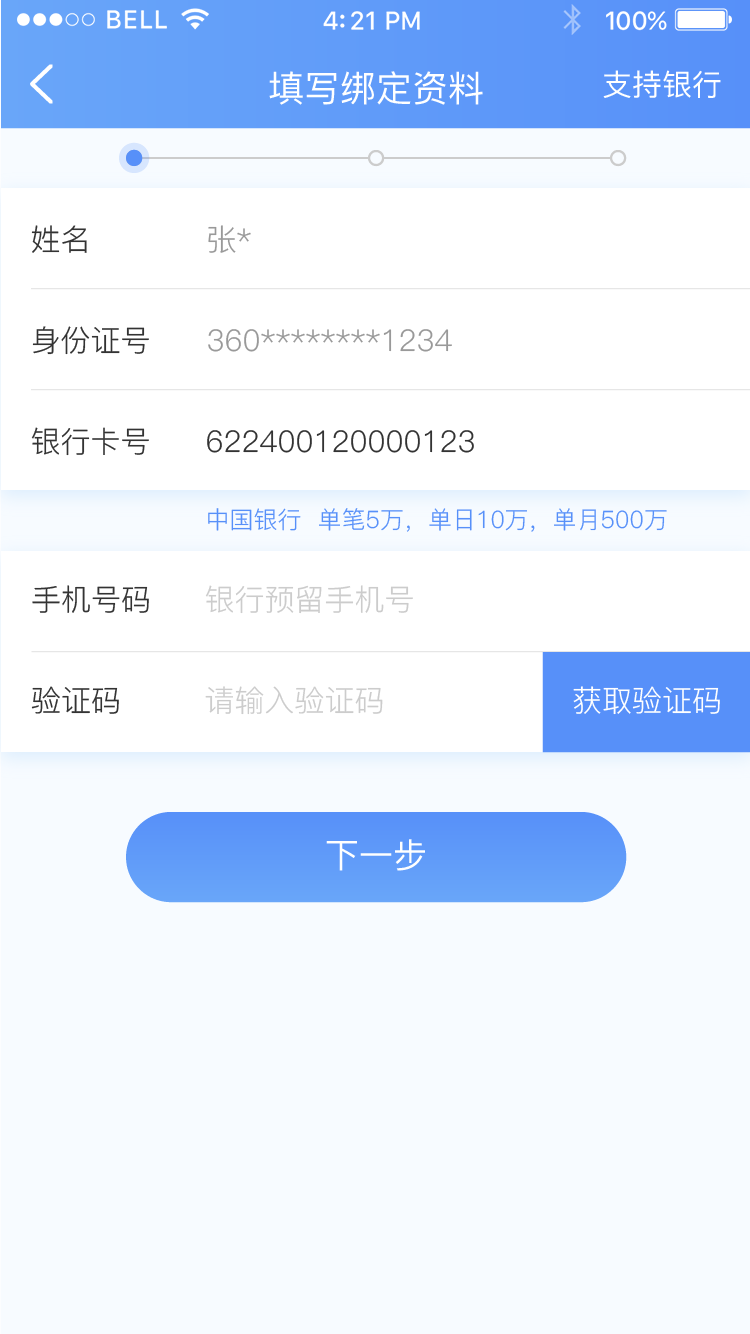 BELL 4:21 PM 100%
填写绑定资料 支持银行
姓名 张*
身份证号 360********1234
银行卡号 622400120000123
中国银行 单笔5万，单日10万，单月500万
手机号码 银行预留手机号
验证码 请输入验证码 获取验证码
下一步